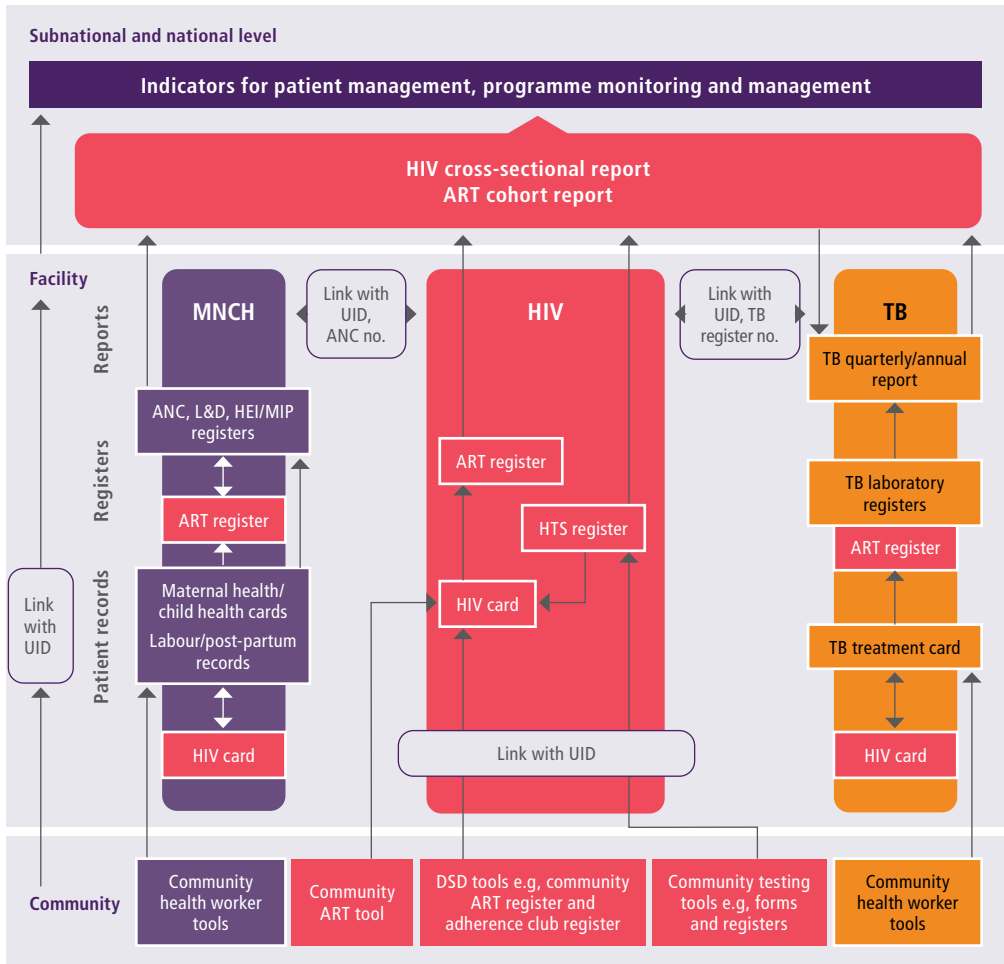 Subnational and national level
Indicators for patient management, programme monitoring and management
HIV cross-sectional report
ART cohort report
Facility
Reports
Registers
Patient records
Link
with
UID
MNCH
ANC, L&D, HEI/MIP
registers
ART register
Maternal health/
child health cards
Labour/post-partum
records
HIV card
Link with
UID,
ANC no.
HIV
ART register
HTS register
HIV card
Link with UID
Link with
UID, TB
register no.
TB
TB quarterly/annual
report
TB laboratory
registers
ART register
TB treatment card
HIV card
Community
Community
health worker
tools
Community
ART tool
DSD tools e.g, community
ART register and
adherence club register
Community testing
tools e.g, forms
and registers
Community
health worker
tools